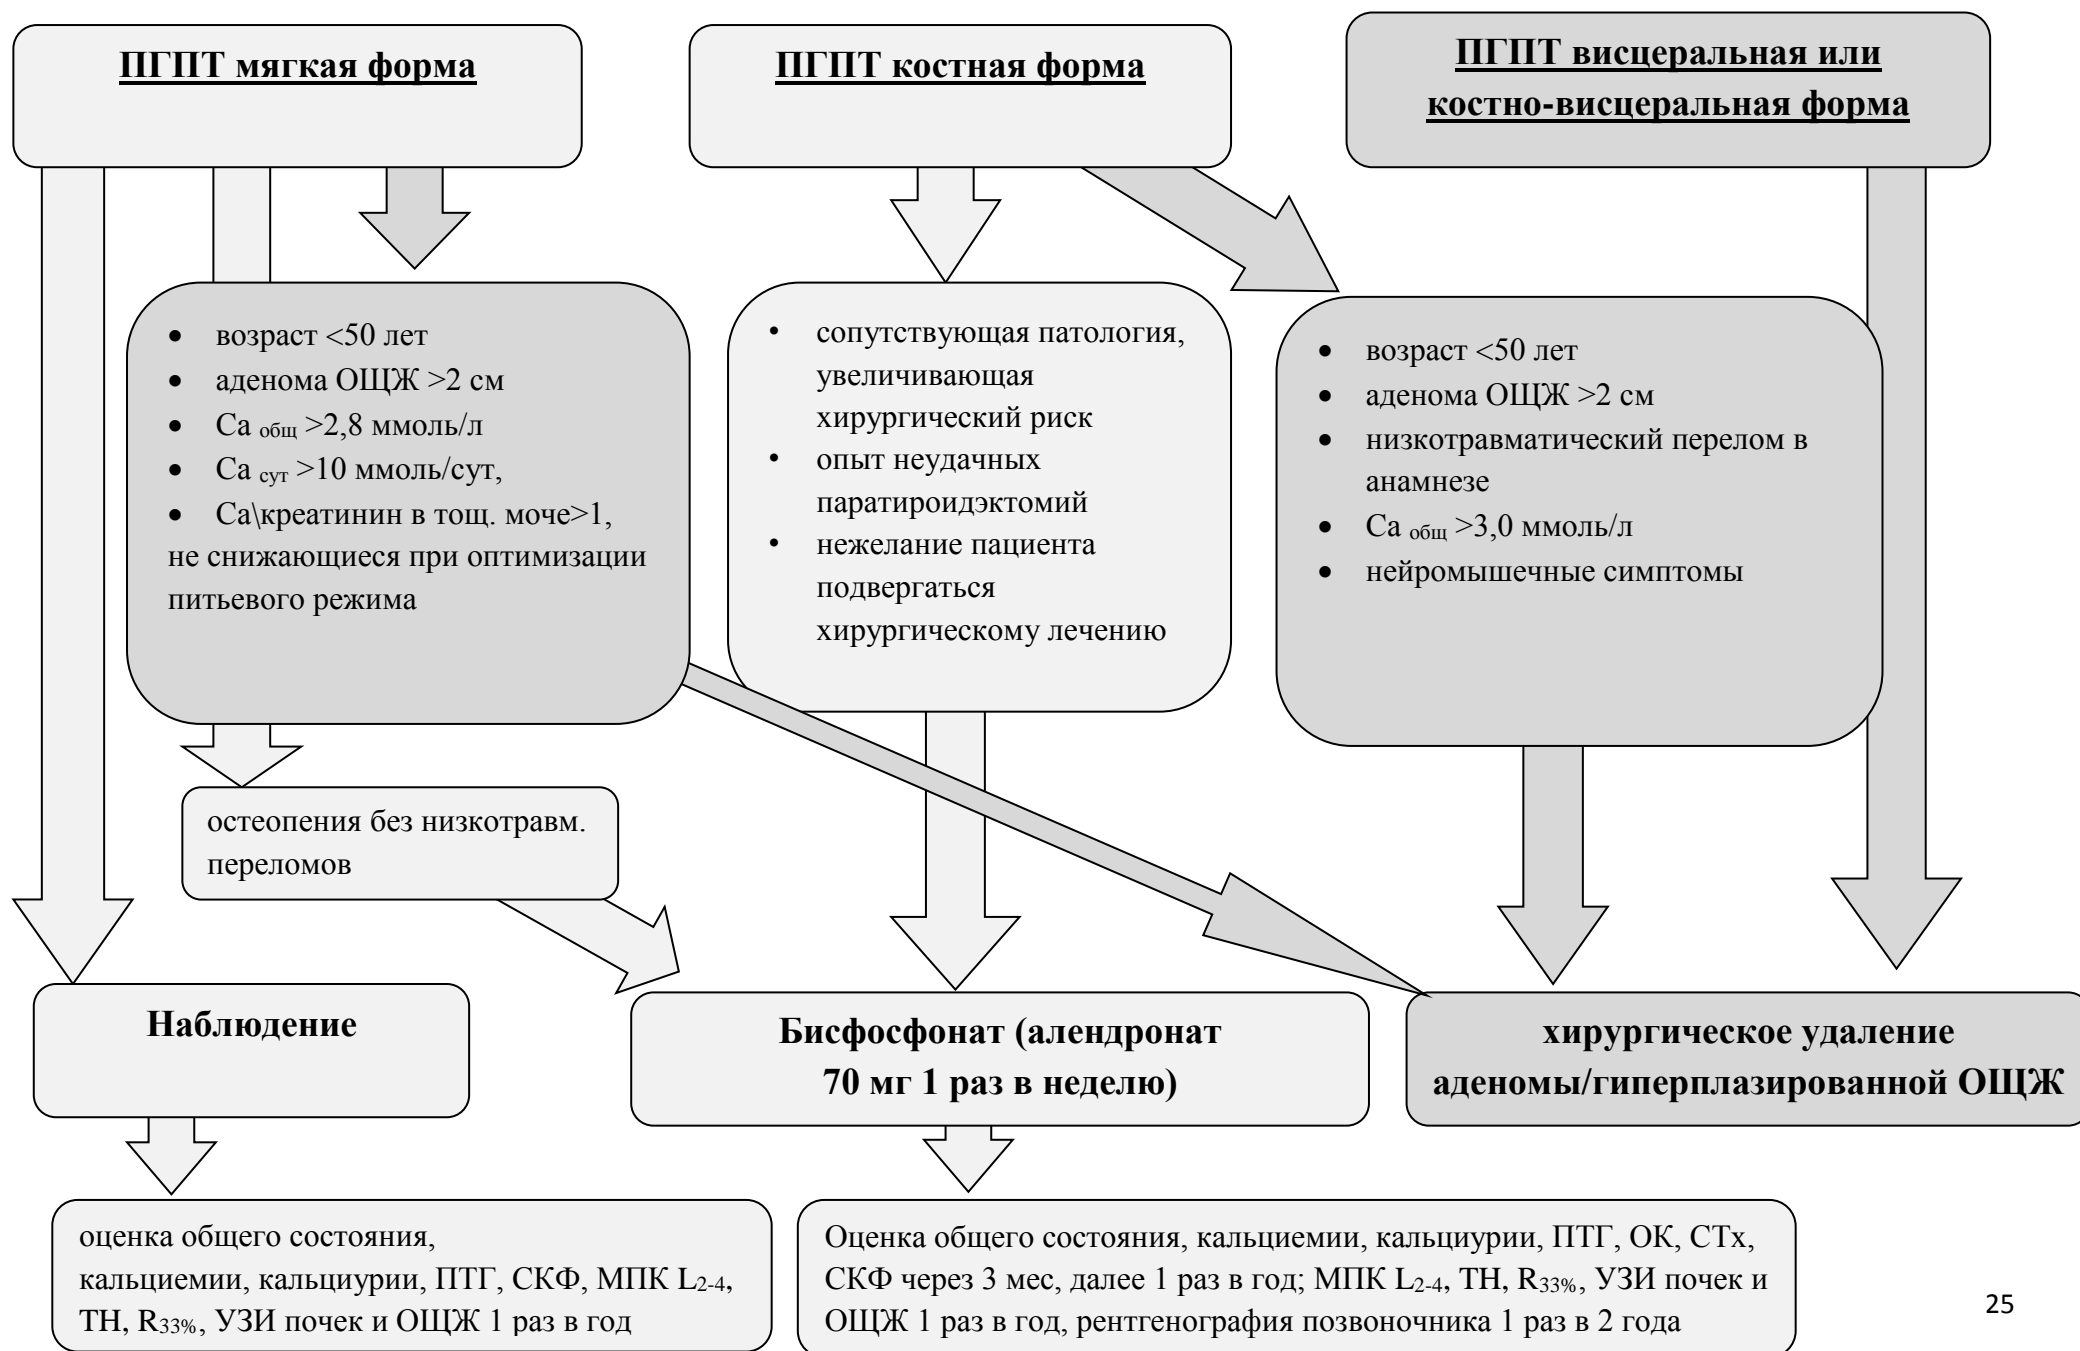 ПГПТ мягкая форма
ПГПТ костная форма
ПГПТ висцеральная или
костно-висцеральная форма
• возраст <50 лет
• аденома ОЩЖ >2 см
• Са общ >2,8 ммоль/л
• Са сут >10 ммоль/сут,
• Са\креатинин в тощ. моче>1,
не снижающиеся при оптимизации
питьевого режима
• сопутствующая патология,
увеличивающая
хирургический риск
• опыт неудачных
паратироидэктомий
• нежелание пациента
подвергаться
хирургическому лечению
• возраст <50 лет
• аденома ОЩЖ >2 см
• низкотравматический перелом в
анамнезе
• Са общ >3,0 ммоль/л
• нейромышечные симптомы
остеопения без низкотравм.
переломов
Наблюдение
Бисфосфонат (алендронат
70 мг 1 раз в неделю)
хирургическое удаление
аденомы/гиперплазированной ОЩЖ
оценка общего состояния,
кальциемии, кальциурии, ПТГ, СКФ, МПК L2-4,
TH, R33%, УЗИ почек и ОЩЖ 1 раз в год
Оценка общего состояния, кальциемии, кальциурии, ПТГ, ОК, СТх,
СКФ через 3 мес, далее 1 раз в год; МПК L2-4, TH, R33%, УЗИ почек и
ОЩЖ 1 раз в год, рентгенография позвоночника 1 раз в 2 года
25